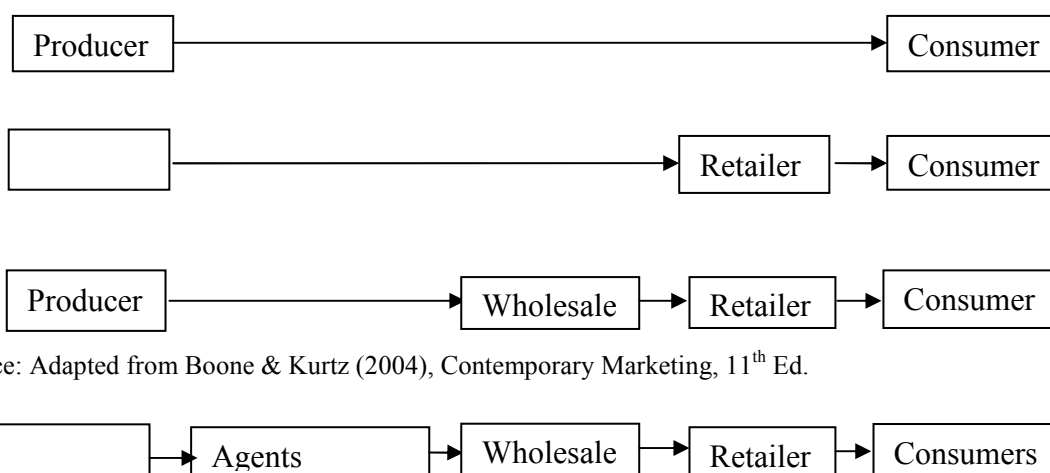 Producer Consumer
Retailer Consumer
Producer Wholesale Retailer Consumer
ce: Adapted from Boone & Kurtz (2004), Contemporary Marketing, 11th Ed.
Agents Wholesale Retailer Consumers